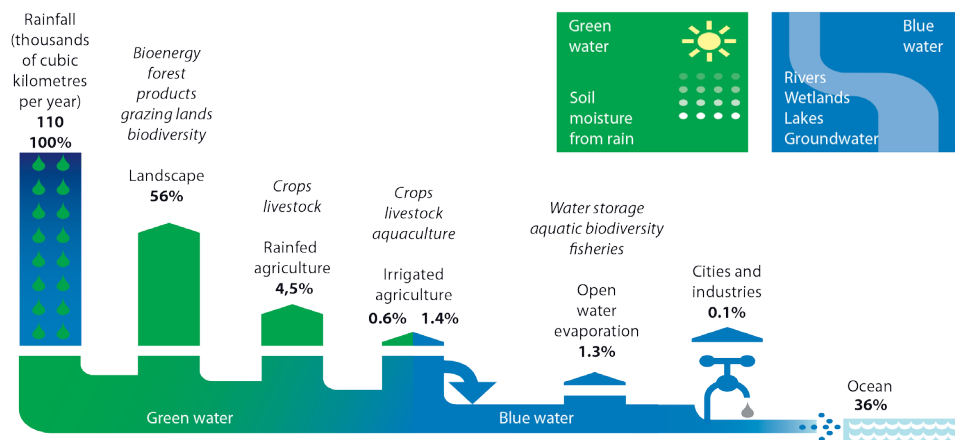 Rainfall
(thousands
of cubic
kilometres
per year)
110
100%
Bioenergy
forest
products
grazing lands
biodiversity
Landscape
56%
Crops
livestock
Rainfed
agriculture
4,5%
Crops
livestock
aquaculture
Irrigated
agriculture
0.6% 1.4%
Water storage
aquatic biodiversity
fisheries
Open
water
evaporation
1.3%
Cities and
industries
0.1%
Ocean
36%
Green water
Blue water
Green
water
Soil
moisture
from rain
Blue
water
Rivers
Wetlands
Lakes
Groundwater